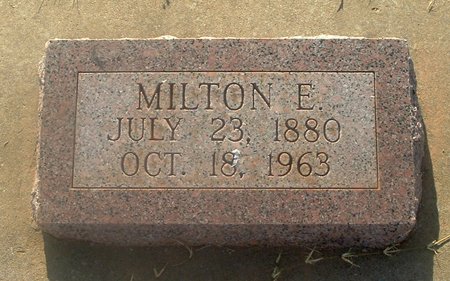 MILTON E.
JULY 23, 1880
OCT. 18, 1963